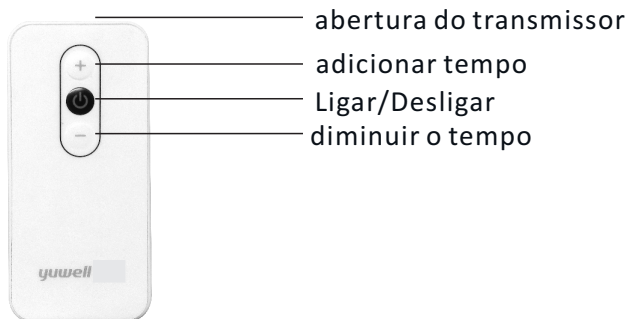 abertura do transmissor
adicionar tempo
Ligar/Desligar
diminuir o tempo
yuwell